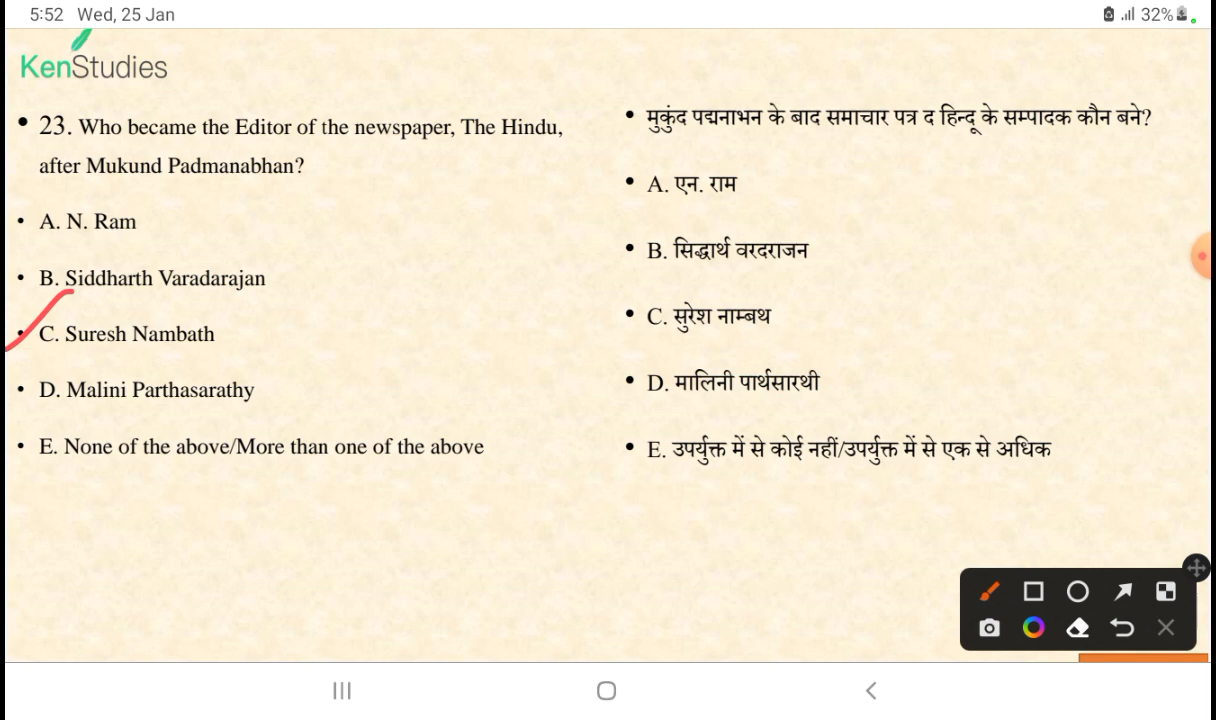 5:52 Wed, 25 Jan
32%
KenStudies
• 23. Who became the Editor of the newspaper, The Hindu,
after Mukund Padmanabhan?
• A. N. Ram
• B. Siddharth Varadarajan
• C. Suresh Nambath
• D. Malini Parthasarathy
• E. None of the above/More than one of the above
• मुकुंद पद्मनाभन के बाद समाचार पत्र द हिन्दू के सम्पादक कौन बने?
• A. एन. राम
• B. सिद्धार्थ वरदराजन
• C. सुरेश नाम्बथ
• D. मालिनी पार्थसारथी
• E. उपर्युक्त में से कोई नहीं/उपर्युक्त में से एक से अधिक